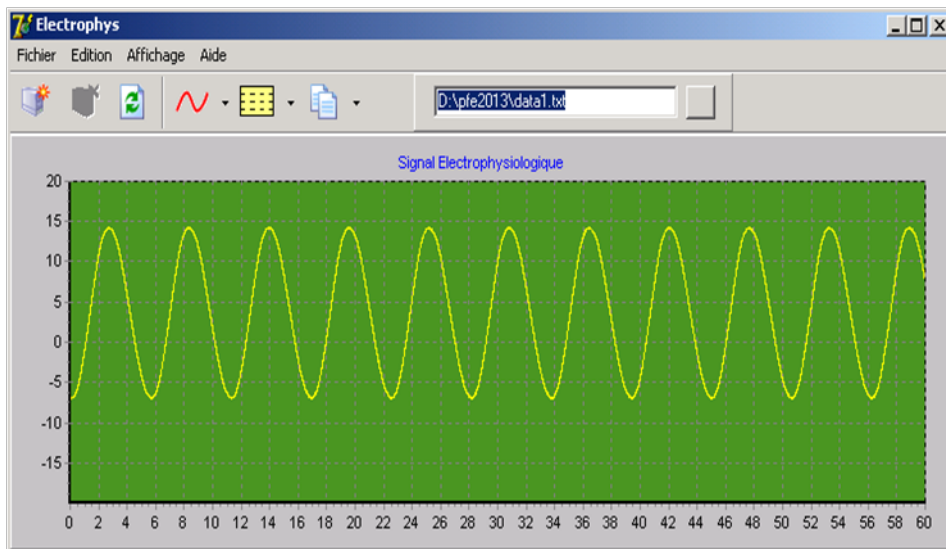 Electrophys
Fichier Edition Affichage Aide
D:\pfe2013\data1.txt
Signal Electrophysiologique
20
15
10
5
0
-5
-10
-15
0 2 4 6 8 10 12 14 16 18 20 22 24 26 28 30 32 34 36 38 40 42 44 46 48 50 52 54 56 58 60